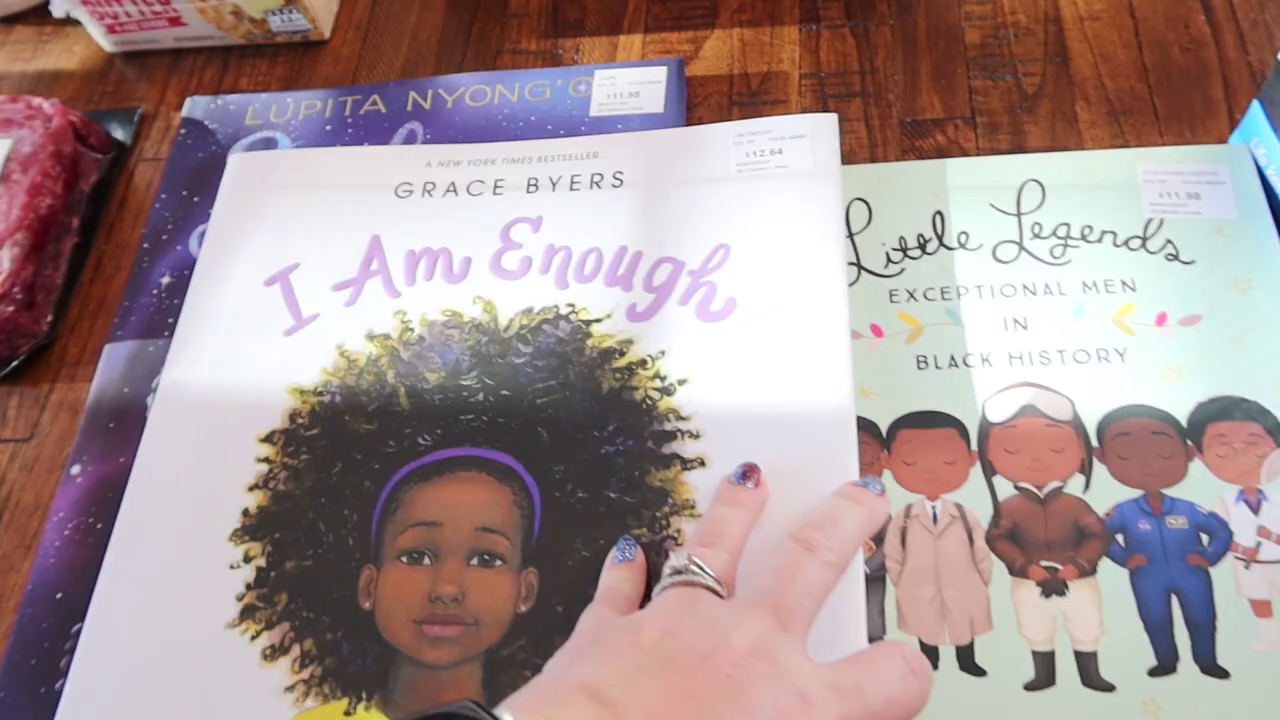 LUPITA NYONG'O
$11.98
A NEW YORK TIMES BESTSELLER
GRACE BYERS
I Am Enough
$12.64
Little Legends
EXCEPTIONAL MEN
IN
BLACK HISTORY
$11.98